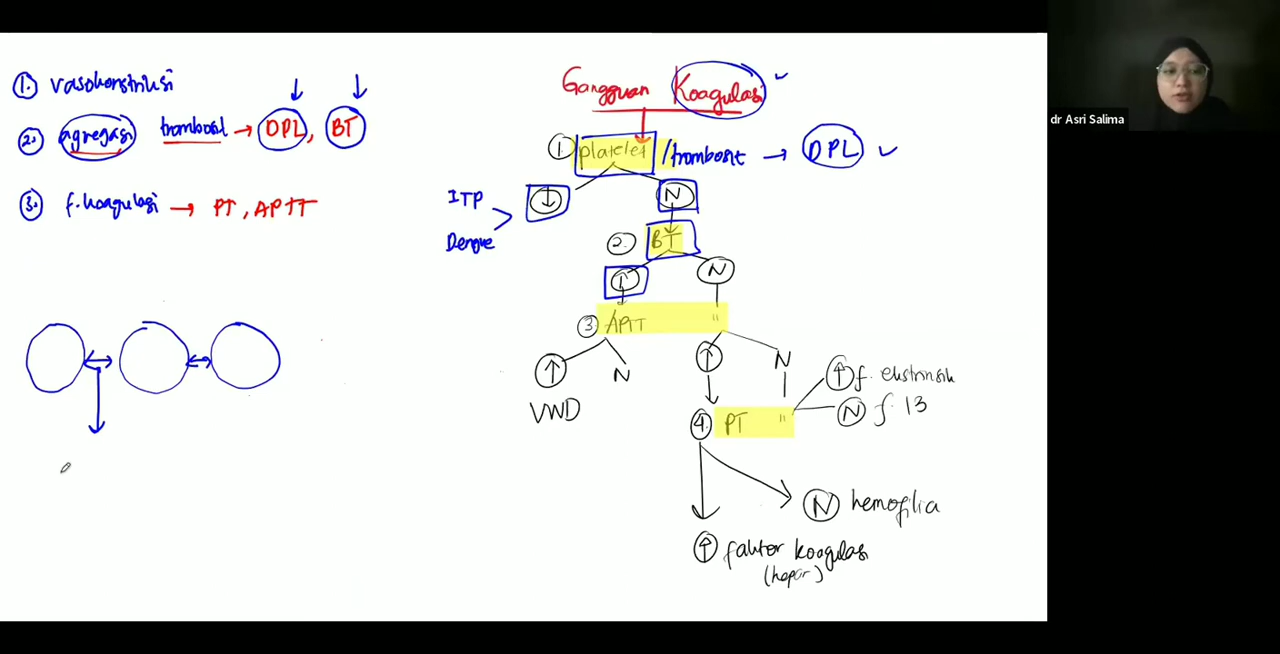 1. vasokonstriksi
2. agregasi trombosit → DPL, BT
3. f. koagulasi → PT, APTT
Gangguan Koagulasi
1. platelet / trombosit → DPL
↓ N
ITP
Dengue
2. BT
↑ N
3. APTT "
↑ N ↑ N
VWD
4. PT "
↑ f. ekstrinsik
N f. 13
N hemofilia
↑ faktor koagulasi
(hepar)
dr Asri Salima